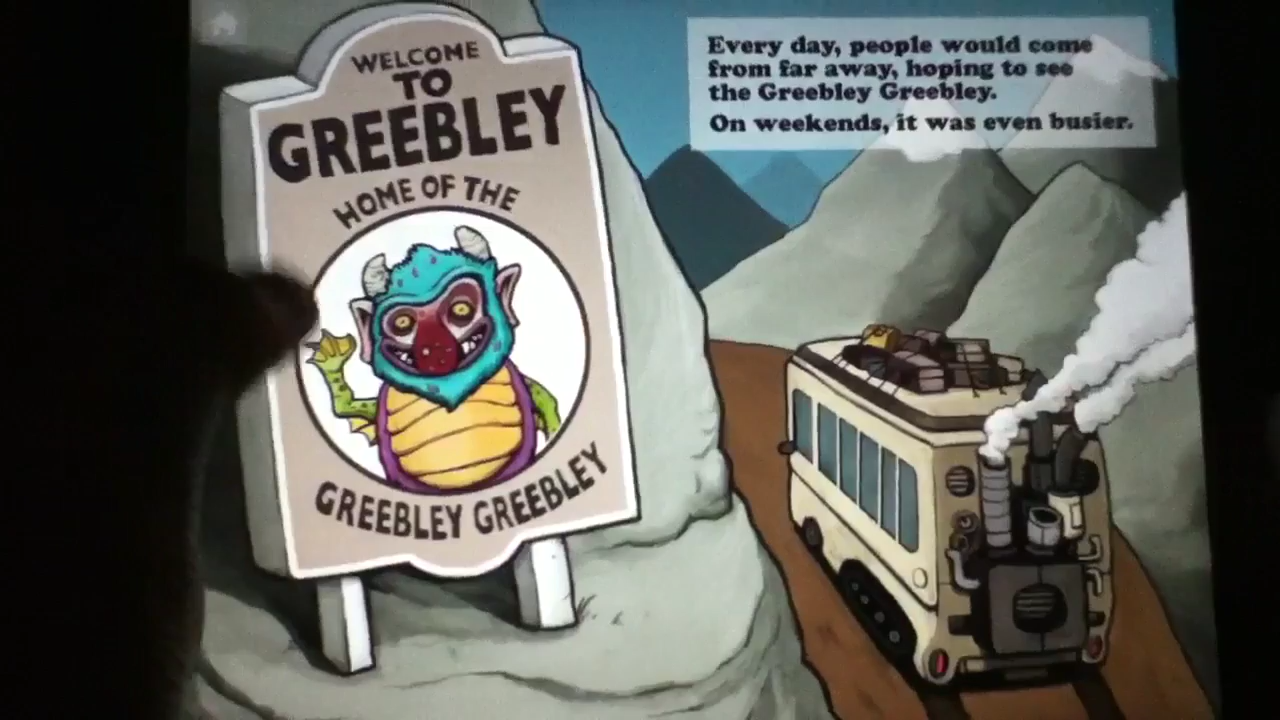 WELCOME
TO
GREEBLEY
HOME OF THE
GREEBLEY GREEBLEY
Every day, people would come
from far away, hoping to see
the Greebley Greebley.
On weekends, it was even busier.